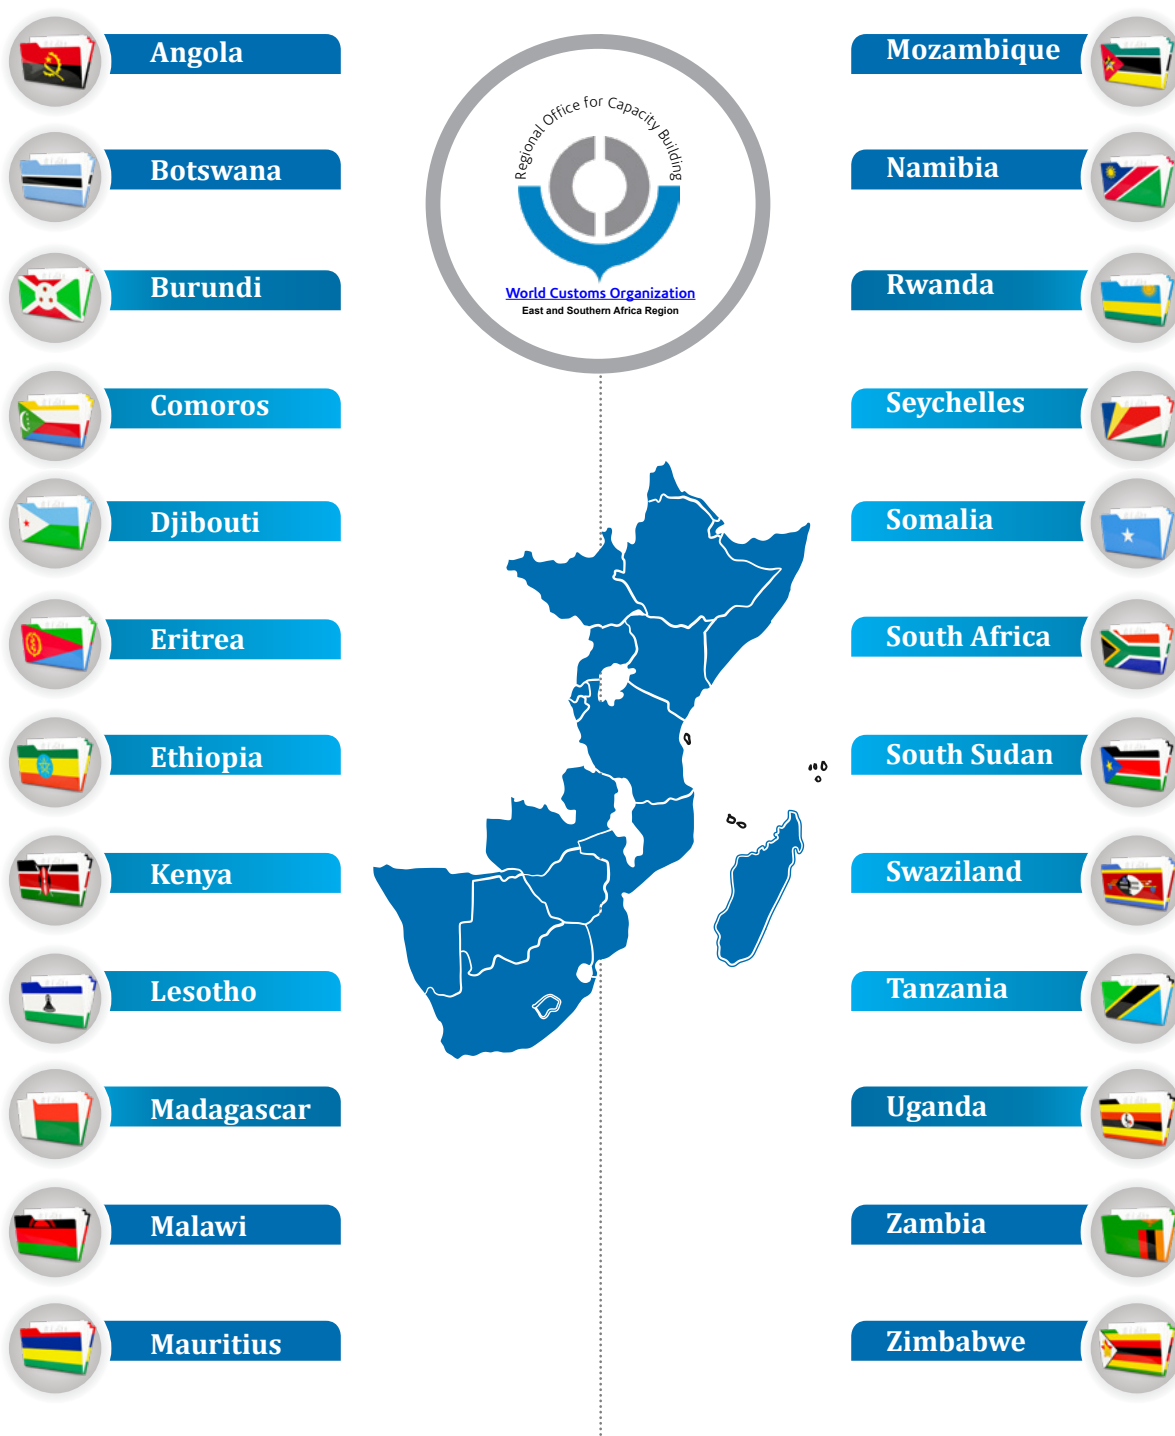 Angola
Botswana
Burundi
Comoros
Djibouti
Eritrea
Ethiopia
Kenya
Lesotho
Madagascar
Malawi
Mauritius
Regional Office for Capacity Building
World Customs Organization
East and Southern Africa Region
Mozambique
Namibia
Rwanda
Seychelles
Somalia
South Africa
South Sudan
Swaziland
Tanzania
Uganda
Zambia
Zimbabwe